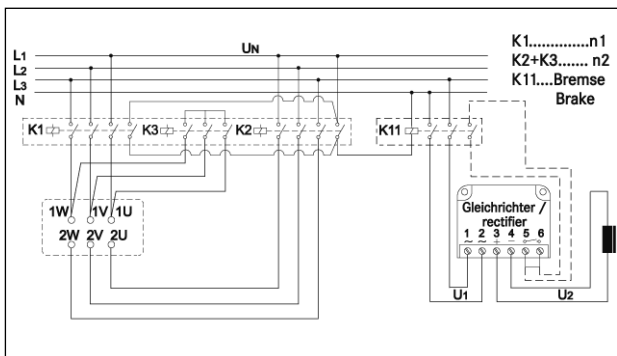 L1
L2
L3
N
UN
K1..............n1
K2+K3....... n2
K11....Bremse
Brake
K1
K3
K2
K11
1W 1V 1U
2W 2V 2U
Gleichrichter /
rectifier
1 2 3 4 5 6
~ ~ + −
U1
U2